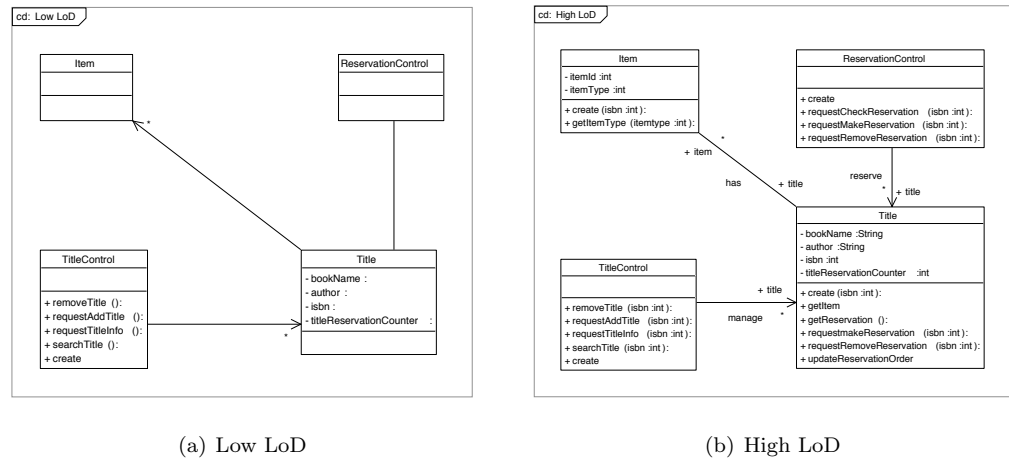 cd: Low LoD
Item
*
ReservationControl
TitleControl
+ removeTitle ():
+ requestAddTitle ():
+ requestTitleInfo ():
+ searchTitle ():
+ create
*
Title
- bookName :
- author :
- isbn :
- titleReservationCounter :
(a) Low LoD
cd: High LoD
Item
- itemId :int
- itemType :int
+ create (isbn :int ):
+ getItemType (itemtype :int ):
*
+ item
has
+ title
ReservationControl
+ create
+ requestCheckReservation (isbn :int ):
+ requestMakeReservation (isbn :int ):
+ requestRemoveReservation (isbn :int ):
reserve
*
+ title
TitleControl
+ removeTitle (isbn :int ):
+ requestAddTitle (isbn :int ):
+ requestTitleInfo (isbn :int ):
+ searchTitle (isbn :int ):
+ create
+ title
manage
*
Title
- bookName :String
- author :String
- isbn :int
- titleReservationCounter :int
+ create (isbn :int ):
+ getItem
+ getReservation ():
+ requestmakeReservation (isbn :int ):
+ requestRemoveReservation (isbn :int ):
+ updateReservationOrder
(b) High LoD